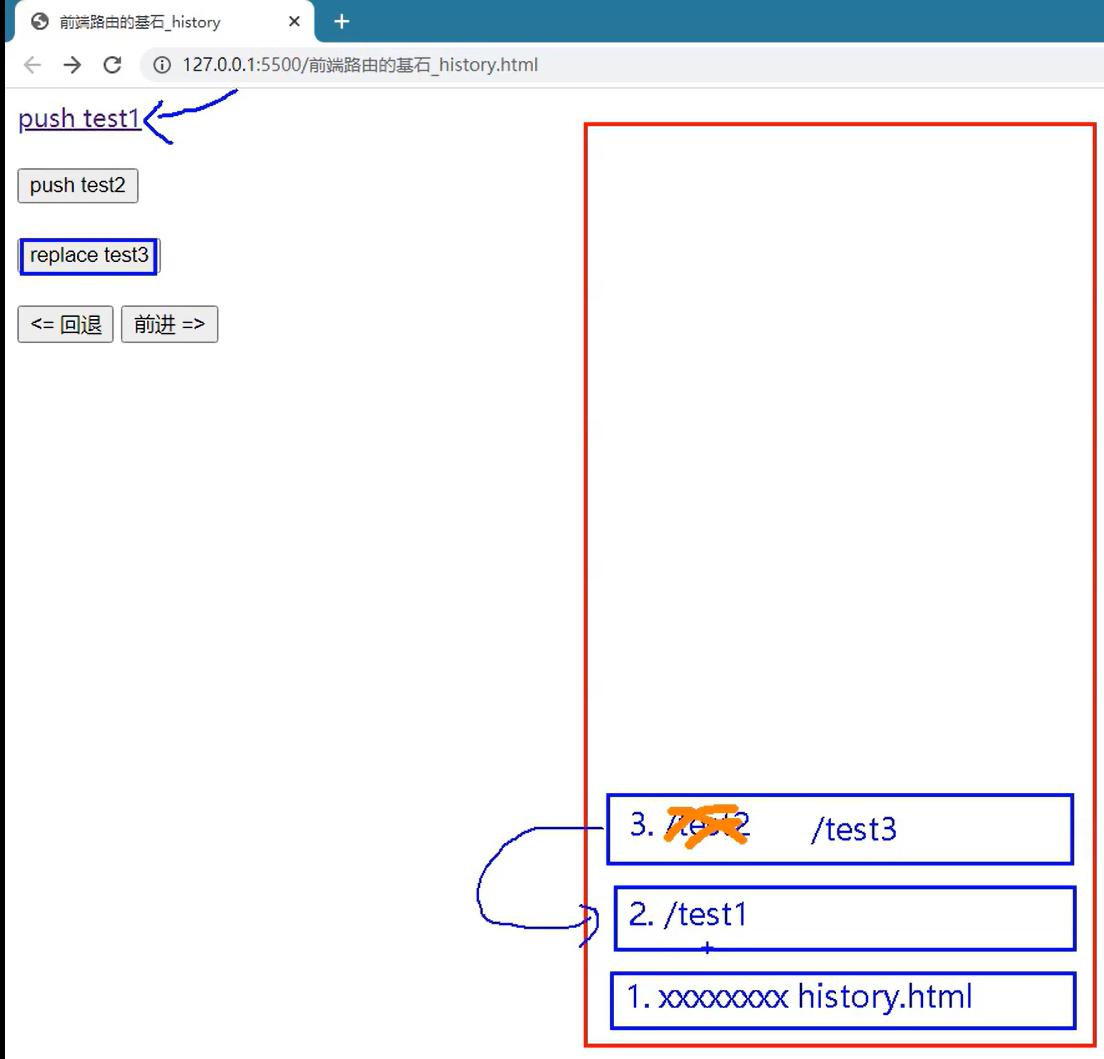 前端路由的基石_history
127.0.0.1:5500/前端路由的基石_history.html
push test1
push test2
replace test3
<= 回退 前进 =>
3. /test2 /test3
2. /test1
1. xxxxxxxxx history.html